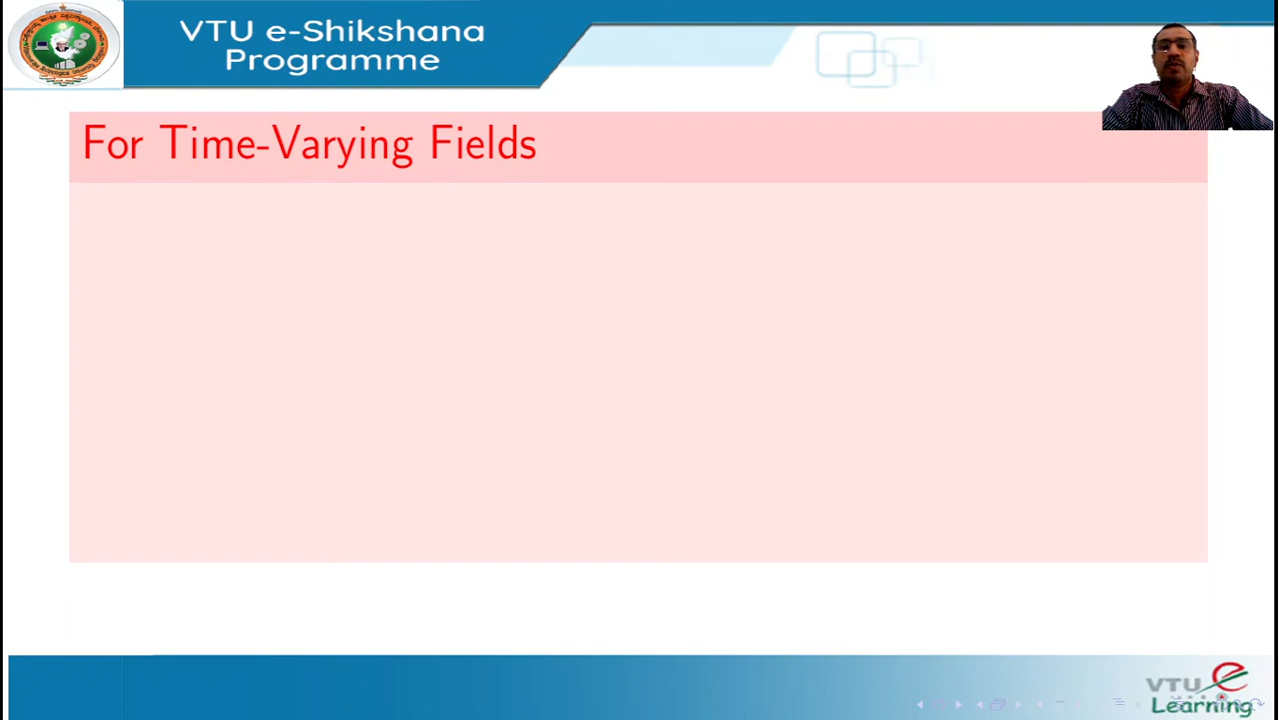 VTU e-Shikshana
Programme
For Time-Varying Fields
VTU
Learning